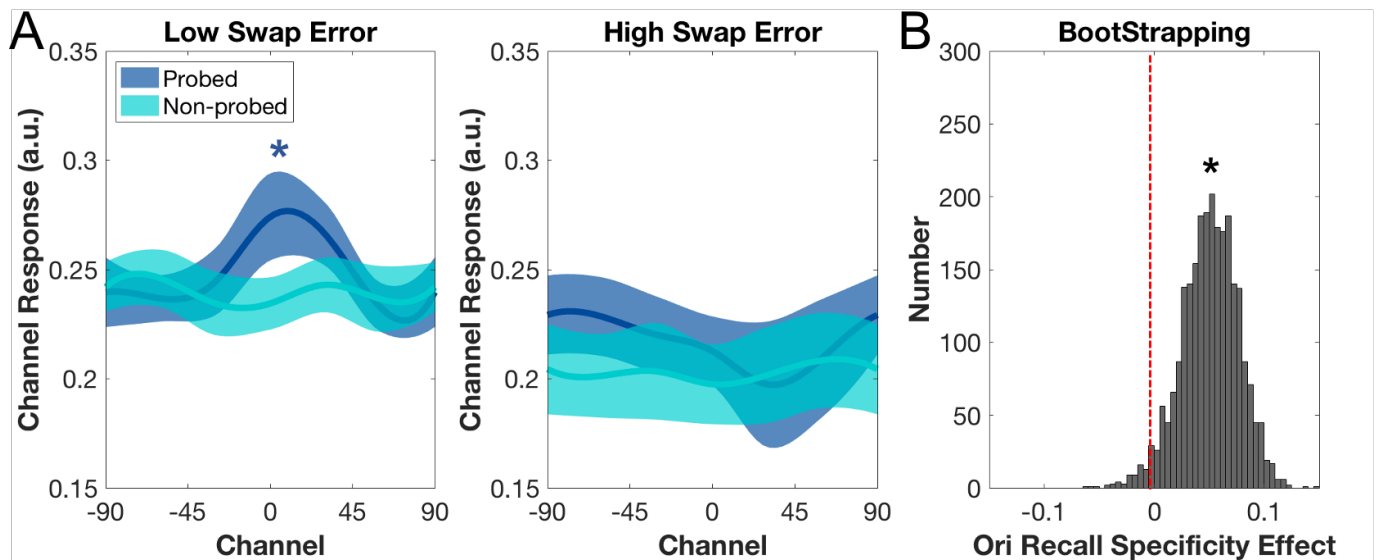 A
Low Swap Error
0.35
0.3
0.25
0.2
0.15
Channel Response (a.u.)
Probed
Non-probed
*
-90
-45
0
45
90
Channel
High Swap Error
0.35
0.3
0.25
0.2
0.15
Channel Response (a.u.)
-90
-45
0
45
90
Channel
B
BootStrapping
300
250
200
150
100
50
0
Number
*
-0.1
0
0.1
Ori Recall Specificity Effect